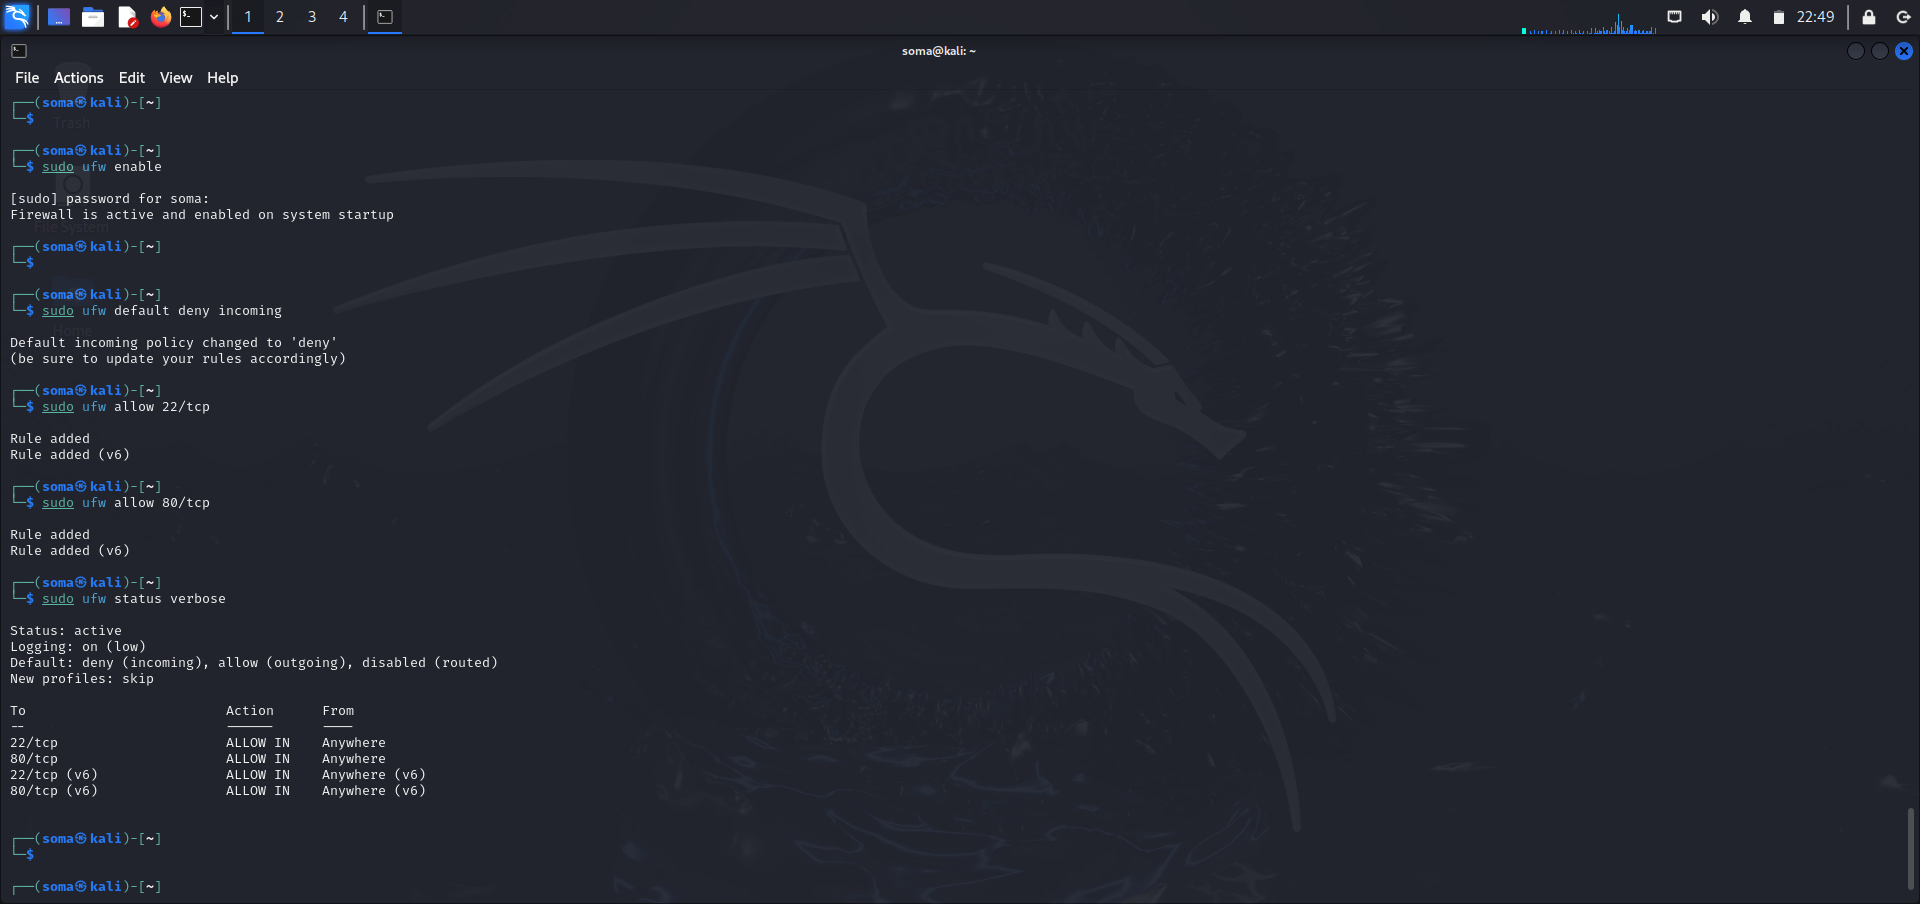 1 2 3 4 22:49
soma@kali: ~
File Actions Edit View Help
┌──(soma㉿kali)-[~]
└─$
Trash
┌──(soma㉿kali)-[~]
└─$ sudo ufw enable
[sudo] password for soma:
Firewall is active and enabled on system startup
File System
┌──(soma㉿kali)-[~]
└─$
┌──(soma㉿kali)-[~]
└─$ sudo ufw default deny incoming
Home
Default incoming policy changed to 'deny'
(be sure to update your rules accordingly)
┌──(soma㉿kali)-[~]
└─$ sudo ufw allow 22/tcp
Rule added
Rule added (v6)
┌──(soma㉿kali)-[~]
└─$ sudo ufw allow 80/tcp
Rule added
Rule added (v6)
┌──(soma㉿kali)-[~]
└─$ sudo ufw status verbose
Status: active
Logging: on (low)
Default: deny (incoming), allow (outgoing), disabled (routed)
New profiles: skip
To Action From
-- ------ ----
22/tcp ALLOW IN Anywhere
80/tcp ALLOW IN Anywhere
22/tcp (v6) ALLOW IN Anywhere (v6)
80/tcp (v6) ALLOW IN Anywhere (v6)
┌──(soma㉿kali)-[~]
└─$
┌──(soma㉿kali)-[~]